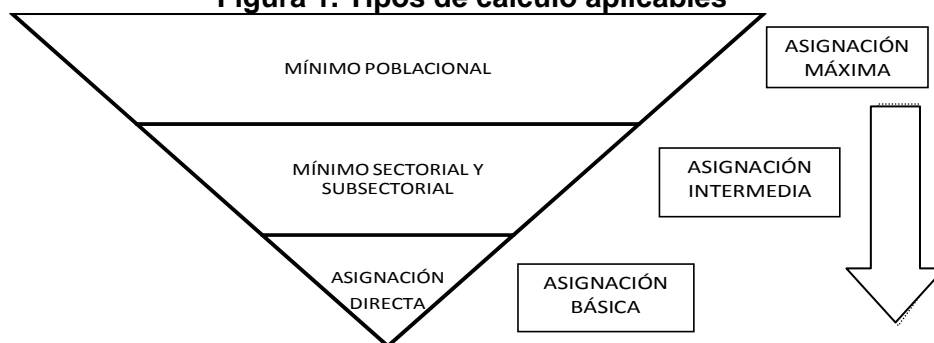 Figura 1. Tipos de cálculo aplicables
MÍNIMO POBLACIONAL
ASIGNACIÓN
MÁXIMA
MÍNIMO SECTORIAL Y
SUBSECTORIAL
ASIGNACIÓN
INTERMEDIA
ASIGNACIÓN
DIRECTA
ASIGNACIÓN
BÁSICA